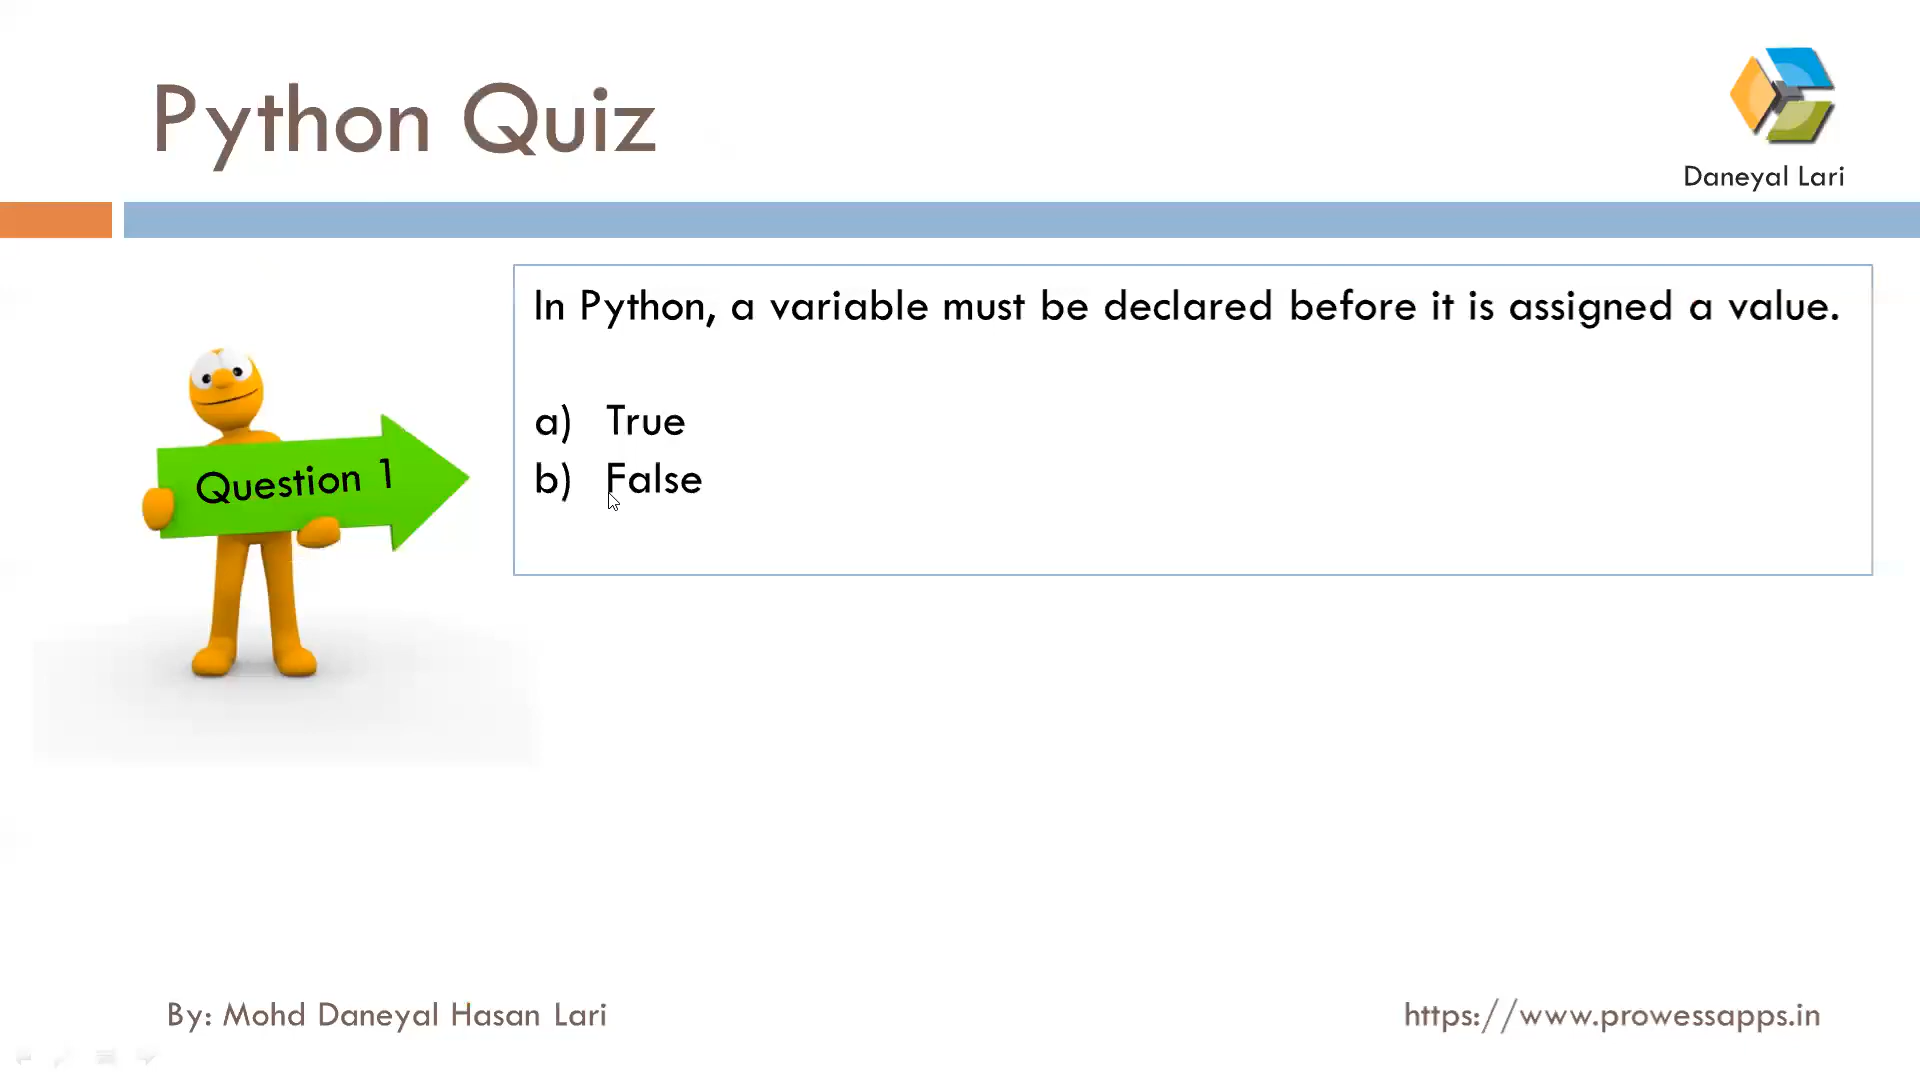 Python Quiz
Daneyal Lari
In Python, a variable must be declared before it is assigned a value.
a) True
b) False
Question 1
By: Mohd Daneyal Hasan Lari
https://www.prowessapps.in